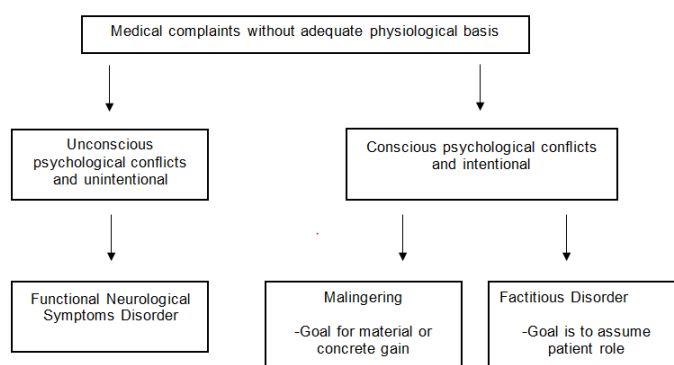 Medical complaints without adequate physiological basis
Unconscious
psychological conflicts
and unintentional
Conscious psychological conflicts
and intentional
Functional Neurological
Symptoms Disorder
Malingering
-Goal for material or
concrete gain
Factitious Disorder
-Goal is to assume
patient role